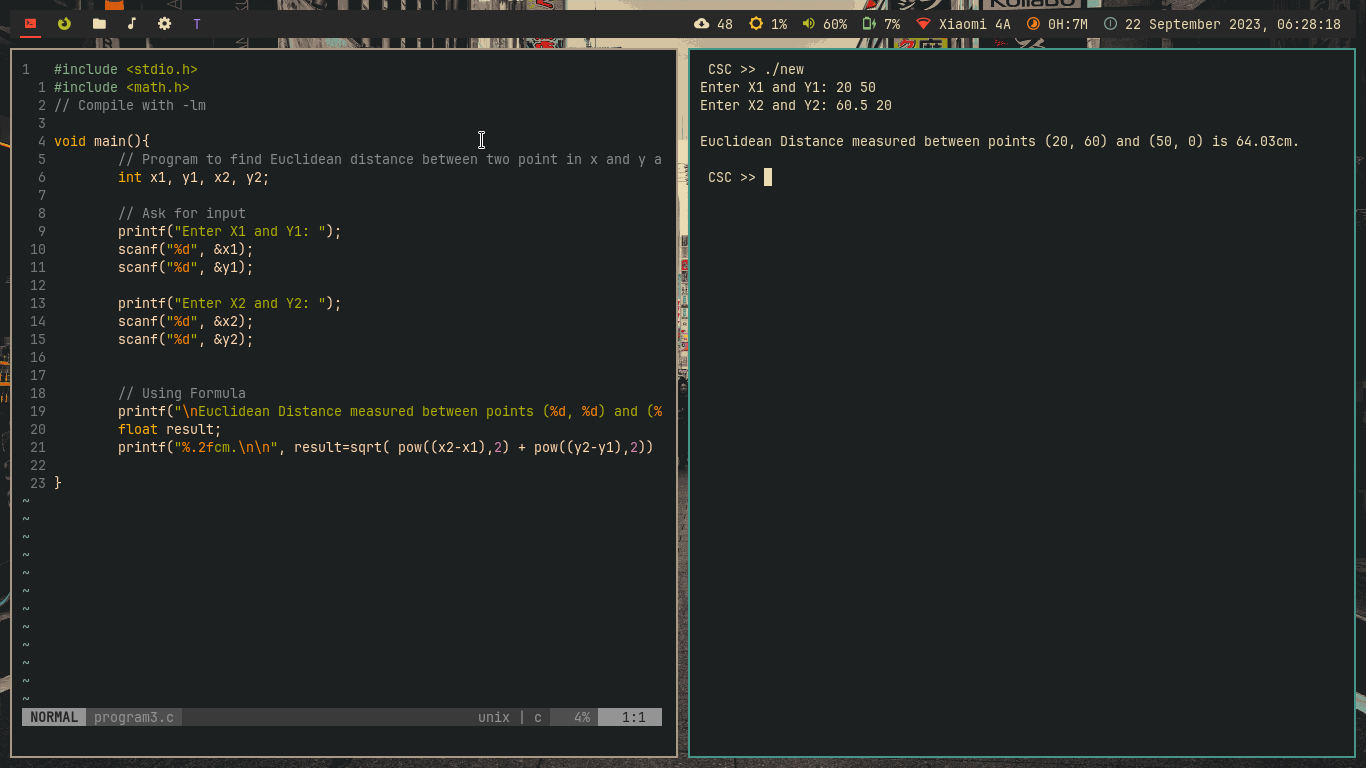 T 48 1% 60% 7% Xiaomi 4A 0H:7M 22 September 2023, 06:28:18
1 #include <stdio.h>
1 #include <math.h>
2 // Compile with -lm
3
4 void main(){
5 // Program to find Euclidean distance between two point in x and y a
6 int x1, y1, x2, y2;
7
8 // Ask for input
9 printf("Enter X1 and Y1: ");
10 scanf("%d", &x1);
11 scanf("%d", &y1);
12
13 printf("Enter X2 and Y2: ");
14 scanf("%d", &x2);
15 scanf("%d", &y2);
16
17
18 // Using Formula
19 printf("\nEuclidean Distance measured between points (%d, %d) and (%
20 float result;
21 printf("%.2fcm.\n\n", result=sqrt( pow((x2-x1),2) + pow((y2-y1),2))
22
23 }
~
~
~
~
~
~
~
~
~
~
~
~
NORMAL program3.c unix | c 4% 1:1
CSC >> ./new
Enter X1 and Y1: 20 50
Enter X2 and Y2: 60.5 20
Euclidean Distance measured between points (20, 60) and (50, 0) is 64.03cm.
CSC >>